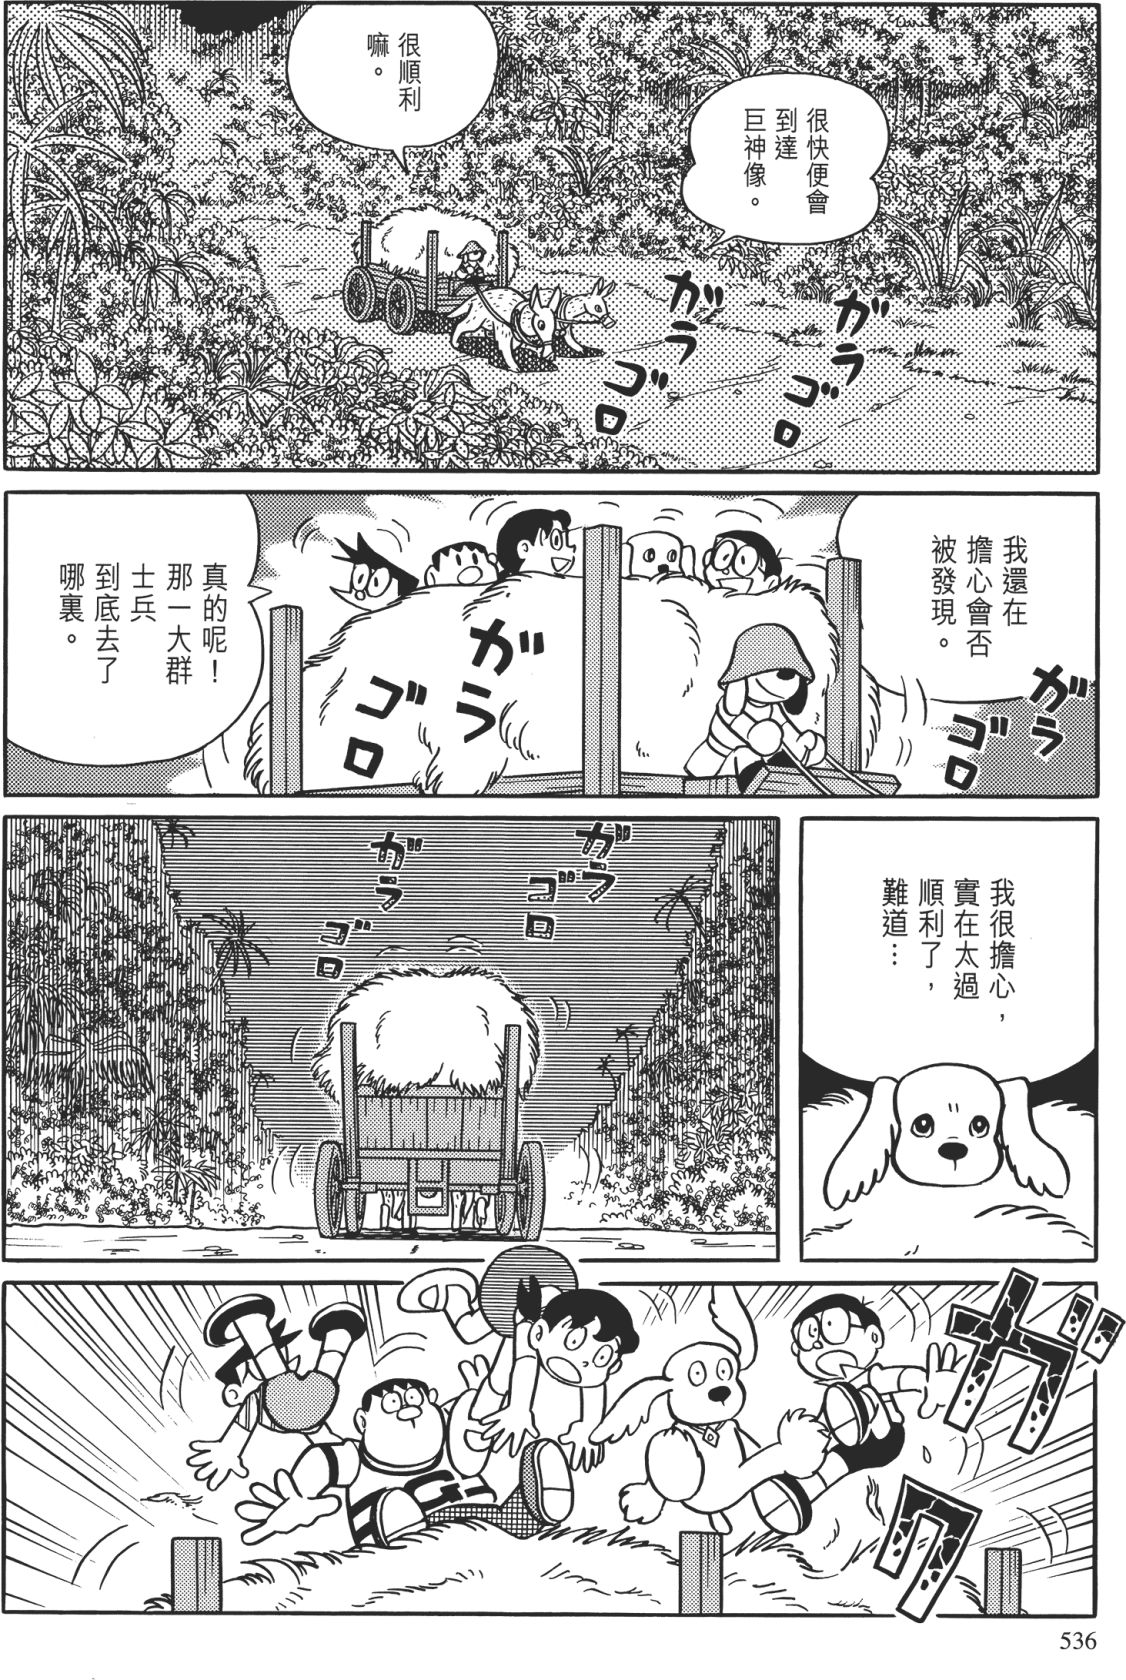 很快便會
到達
巨神像。
很順利
嘛。
ガラ
ゴロ
ガラ
ゴロ
我還在
擔心會否
被發現。
真的呢！
那一大群
士兵
到底去了
哪裏。
ガラ
ゴロ
ガラ
ゴロ
我很擔心，
實在太過
順利了，
難道…
ガラ
ゴロ
ガラ
ゴロ
ガク
536